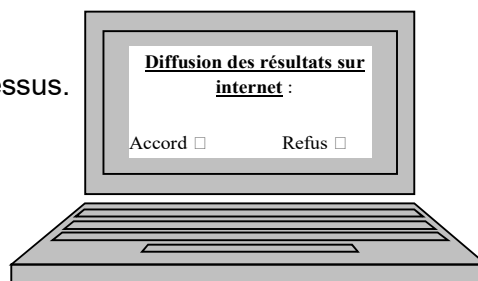 Diffusion des résultats sur
essus.
internet :
Accord □ Refus □